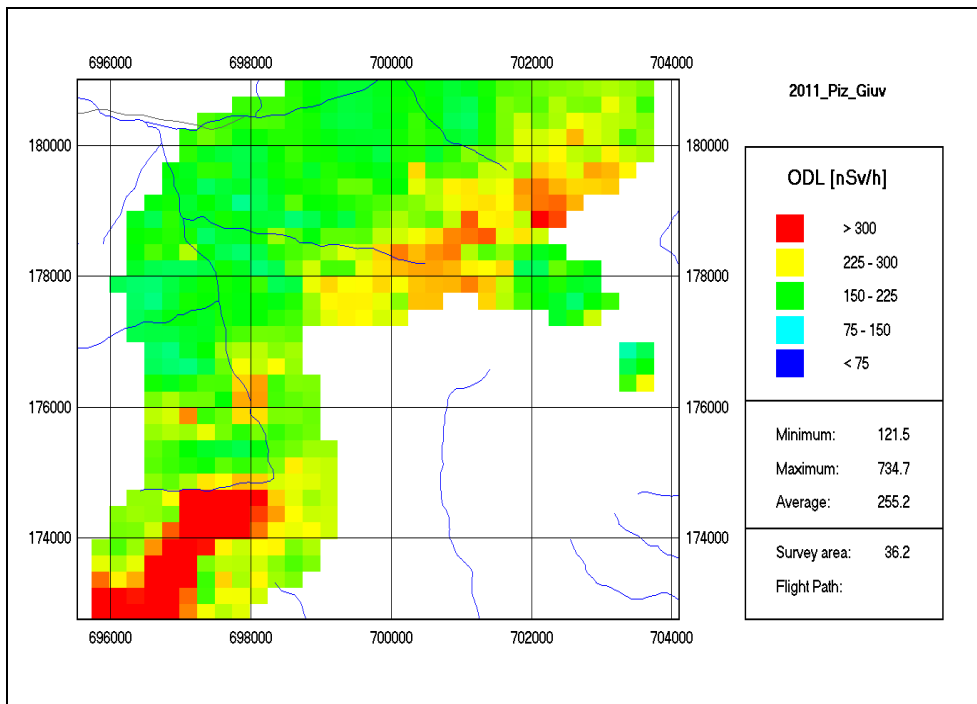 696000 698000 700000 702000 704000
2011_Piz_Giuv
180000 180000
178000 178000
176000 176000
174000 174000
696000 698000 700000 702000 704000
ODL [nSv/h]
> 300
225 - 300
150 - 225
75 - 150
< 75
Minimum: 121.5
Maximum: 734.7
Average: 255.2
Survey area: 36.2
Flight Path: